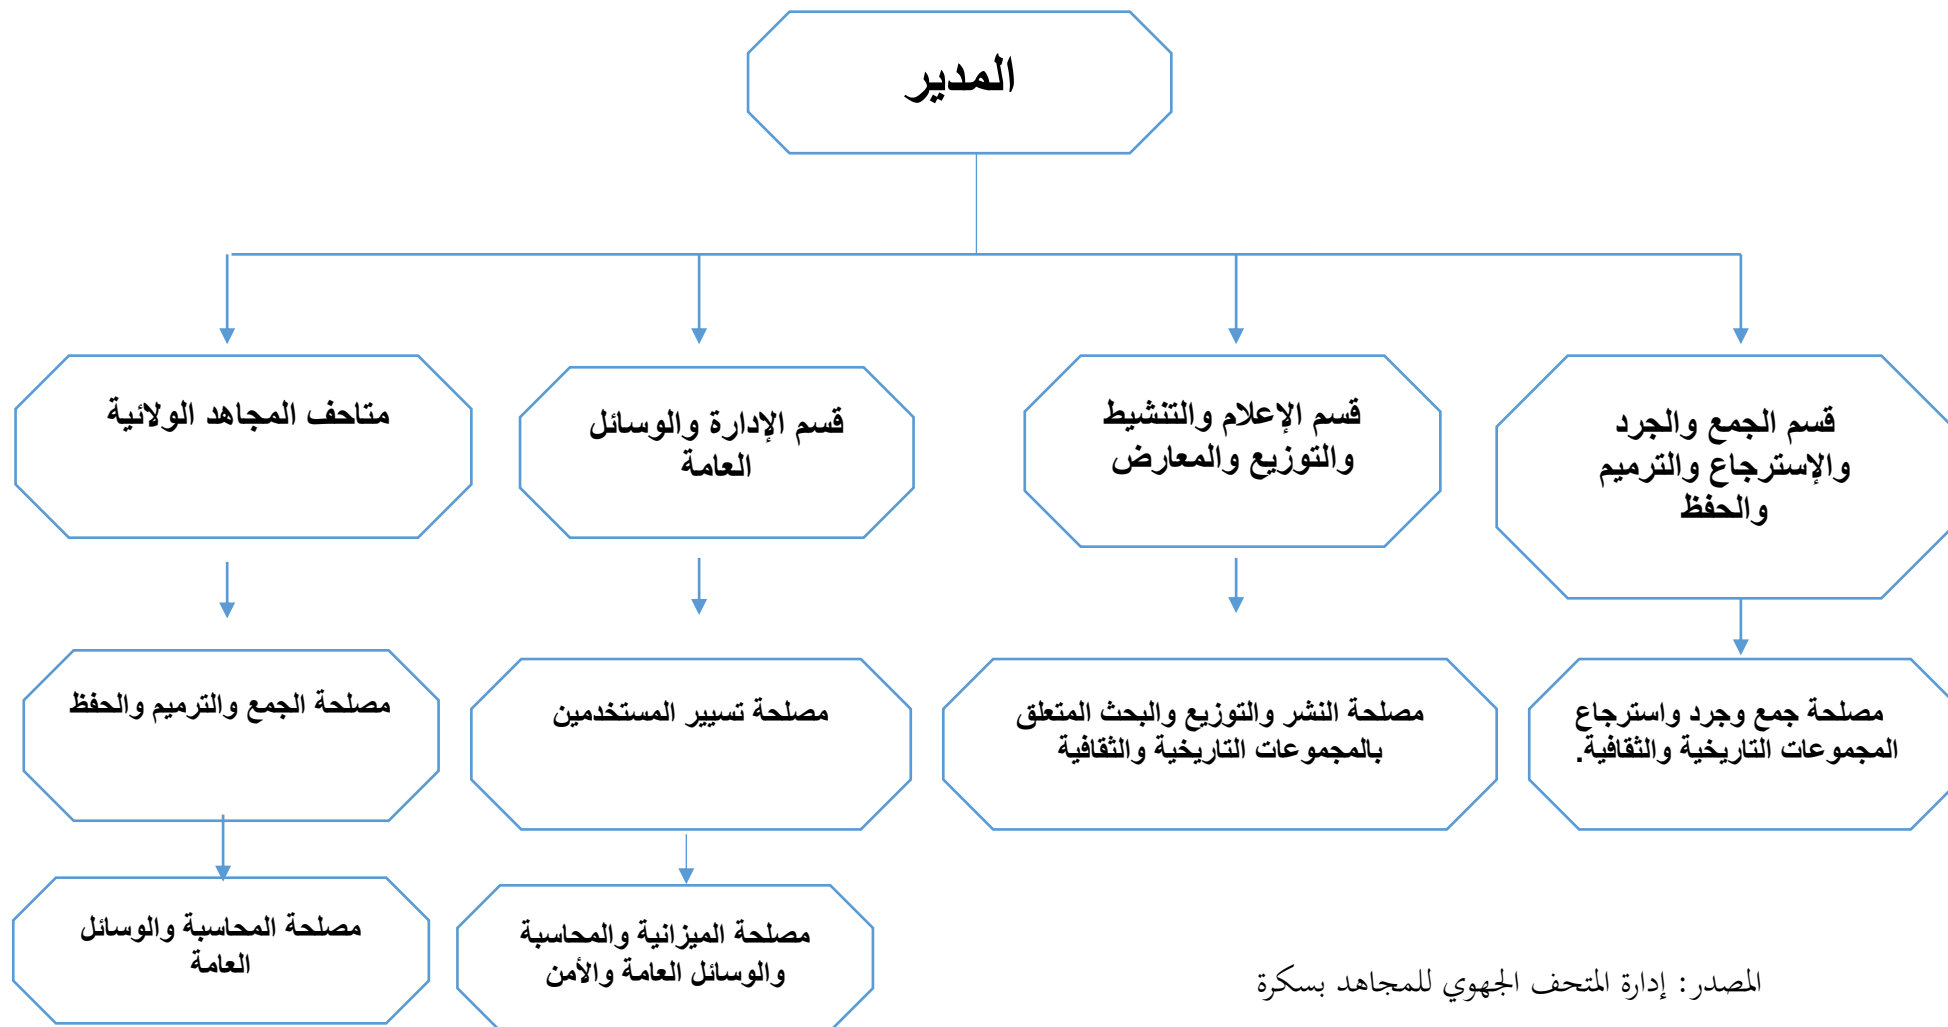 المدير
قسم الجمع والجرد
والإسترجاع والترميم
والحفظ
قسم الإعلام والتنشيط
والتوزيع والمعارض
قسم الإدارة والوسائل
العامة
متاحف المجاهد الولائية
مصلحة جمع وجرد واسترجاع
المجموعات التاريخية والثقافية.
مصلحة النشر والتوزيع والبحث المتعلق
بالمجموعات التاريخية والثقافية
مصلحة تسيير المستخدمين
مصلحة الجمع والترميم والحفظ
مصلحة الميزانية والمحاسبة
والوسائل العامة والأمن
مصلحة المحاسبة والوسائل
العامة
المصدر: إدارة المتحف الجهوي للمجاهد بسكرة